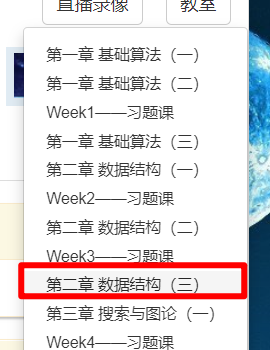 直播录像 教室
第一章 基础算法（一）
第一章 基础算法（二）
Week1——习题课
第一章 基础算法（三）
第二章 数据结构（一）
Week2——习题课
第二章 数据结构（二）
Week3——习题课
第二章 数据结构（三）
第三章 搜索与图论（一）
Week4——习题课